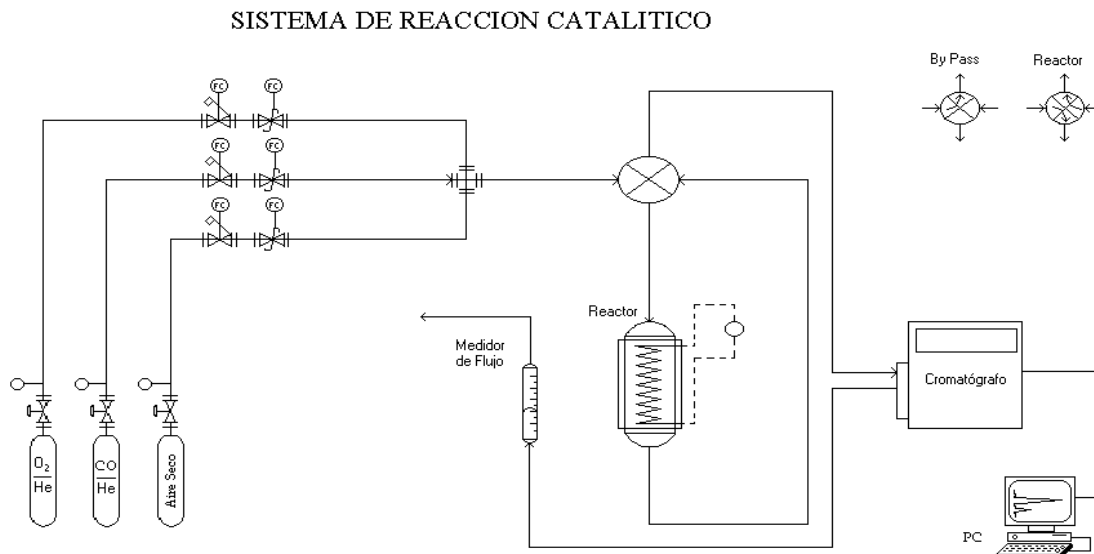 SISTEMA DE REACCION CATALITICO
By Pass
Reactor
FC
FC
FC
FC
FC
FC
Reactor
Medidor
de Flujo
Cromatógrafo
O₂
He
CO
He
Aire Seco
PC